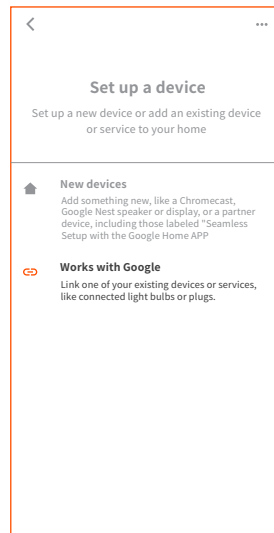 Set up a device
Set up a new device or add an existing device
or service to your home
New devices
Add something new, like a Chromecast,
Google Nest speaker or display, or a partner
device, including those labeled "Seamless
Setup with the Google Home APP
Works with Google
Link one of your existing devices or services,
like connected light bulbs or plugs.